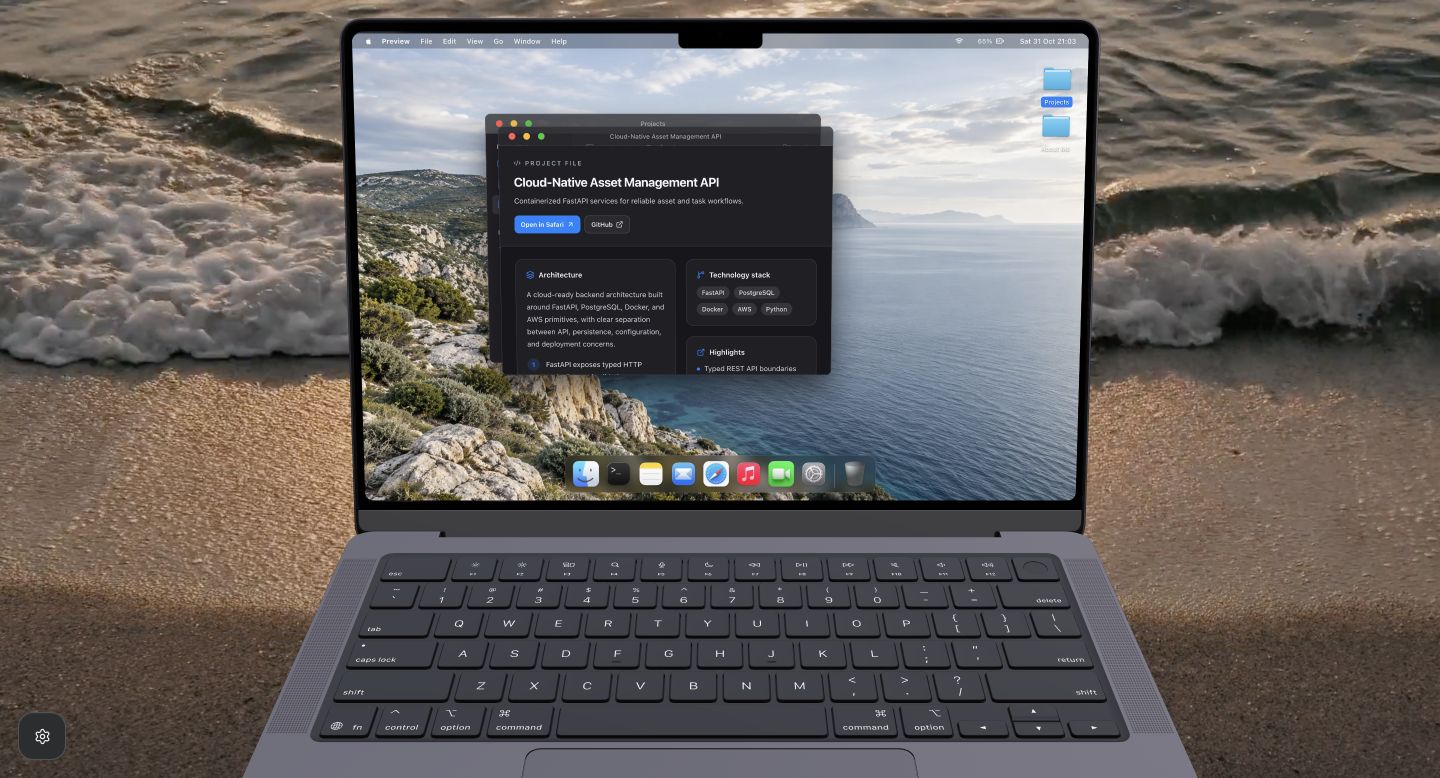 Preview File Edit View Go Window Help
65% Sat 31 Oct 21:03
Projects
About Me
Projects
Cloud-Native Asset Management API
PROJECT FILE
Cloud-Native Asset Management API
Containerized FastAPI services for reliable asset and task workflows.
Open in Safari
GitHub
Architecture
A cloud-ready backend architecture built
around FastAPI, PostgreSQL, Docker, and
AWS primitives, with clear separation
between API, persistence, configuration,
and deployment concerns.
1 FastAPI exposes typed HTTP
Technology stack
FastAPI PostgreSQL
Docker AWS Python
Highlights
Typed REST API boundaries
esc F1 F2 F3 F4 F5 F6 F7 F8 F9 F10 F11 F12
~ ! @ # $ % ^ & * ( ) _ +
` 1 2 3 4 5 6 7 8 9 0 - = delete
tab Q W E R T Y U I O P { [ } ] | \
caps lock A S D F G H J K L : ; " ' return
shift Z X C V B N M < , > . ? / shift
fn control option command command option